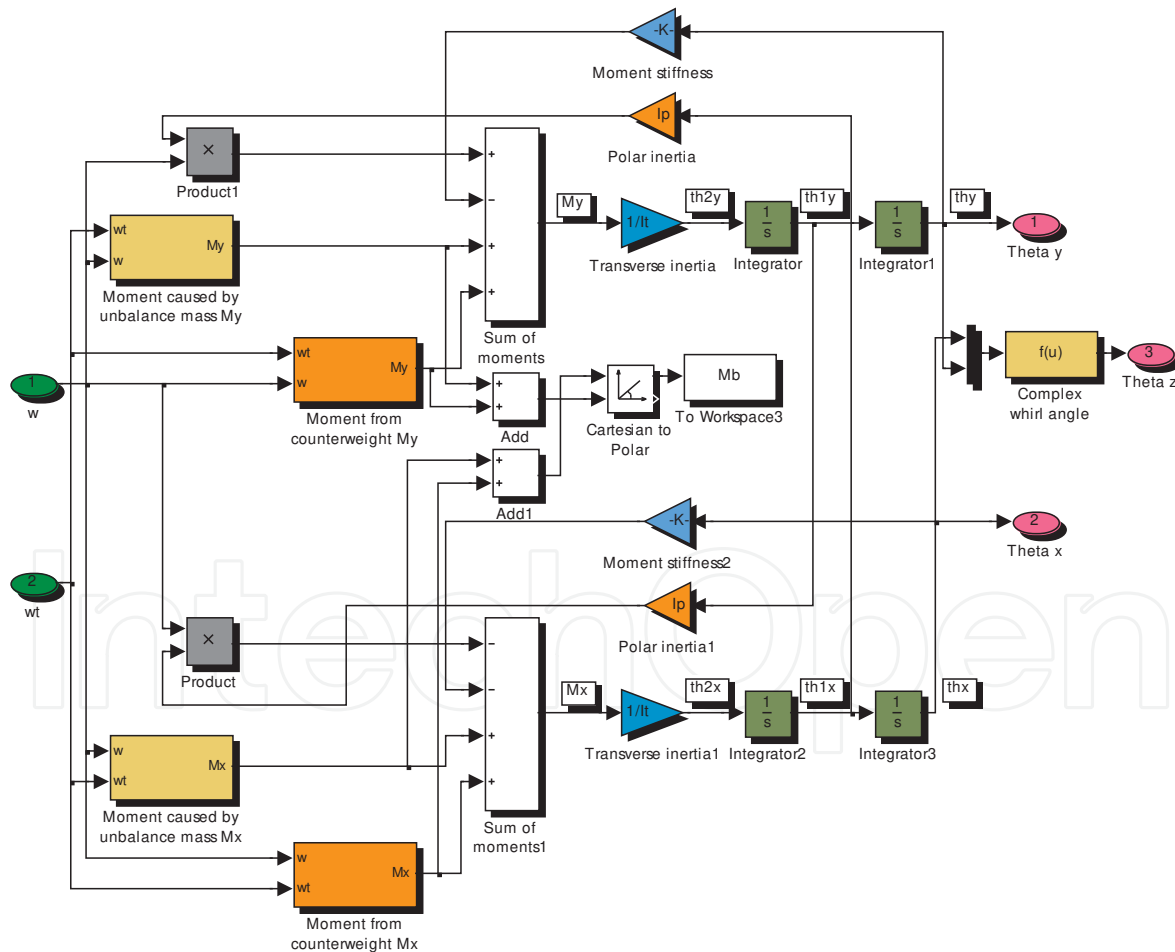 -K-
Moment stiffness
Ip
Polar inertia
×
Product1
+
−
+
+
Sum of
moments
My
1/It
Transverse inertia
th2y
1
s
Integrator
th1y
1
s
Integrator1
thy
1
Theta y
wt
w
My
Moment caused by
unbalance mass My
wt
w
My
Moment from
counterweight My
1
w
+
+
Add
+
+
Add1
Cartesian to
Polar
Mb
To Workspace3
f(u)
Complex
whirl angle
3
Theta z
-K-
Moment stiffness2
2
Theta x
2
wt
Ip
Polar inertia1
×
Product
−
−
+
+
Sum of
moments1
Mx
1/It
Transverse inertia1
th2x
1
s
Integrator2
th1x
1
s
Integrator3
thx
w
wt
Mx
Moment caused by
unbalance mass Mx
w
wt
Mx
Moment from
counterweight Mx
IntechOpen